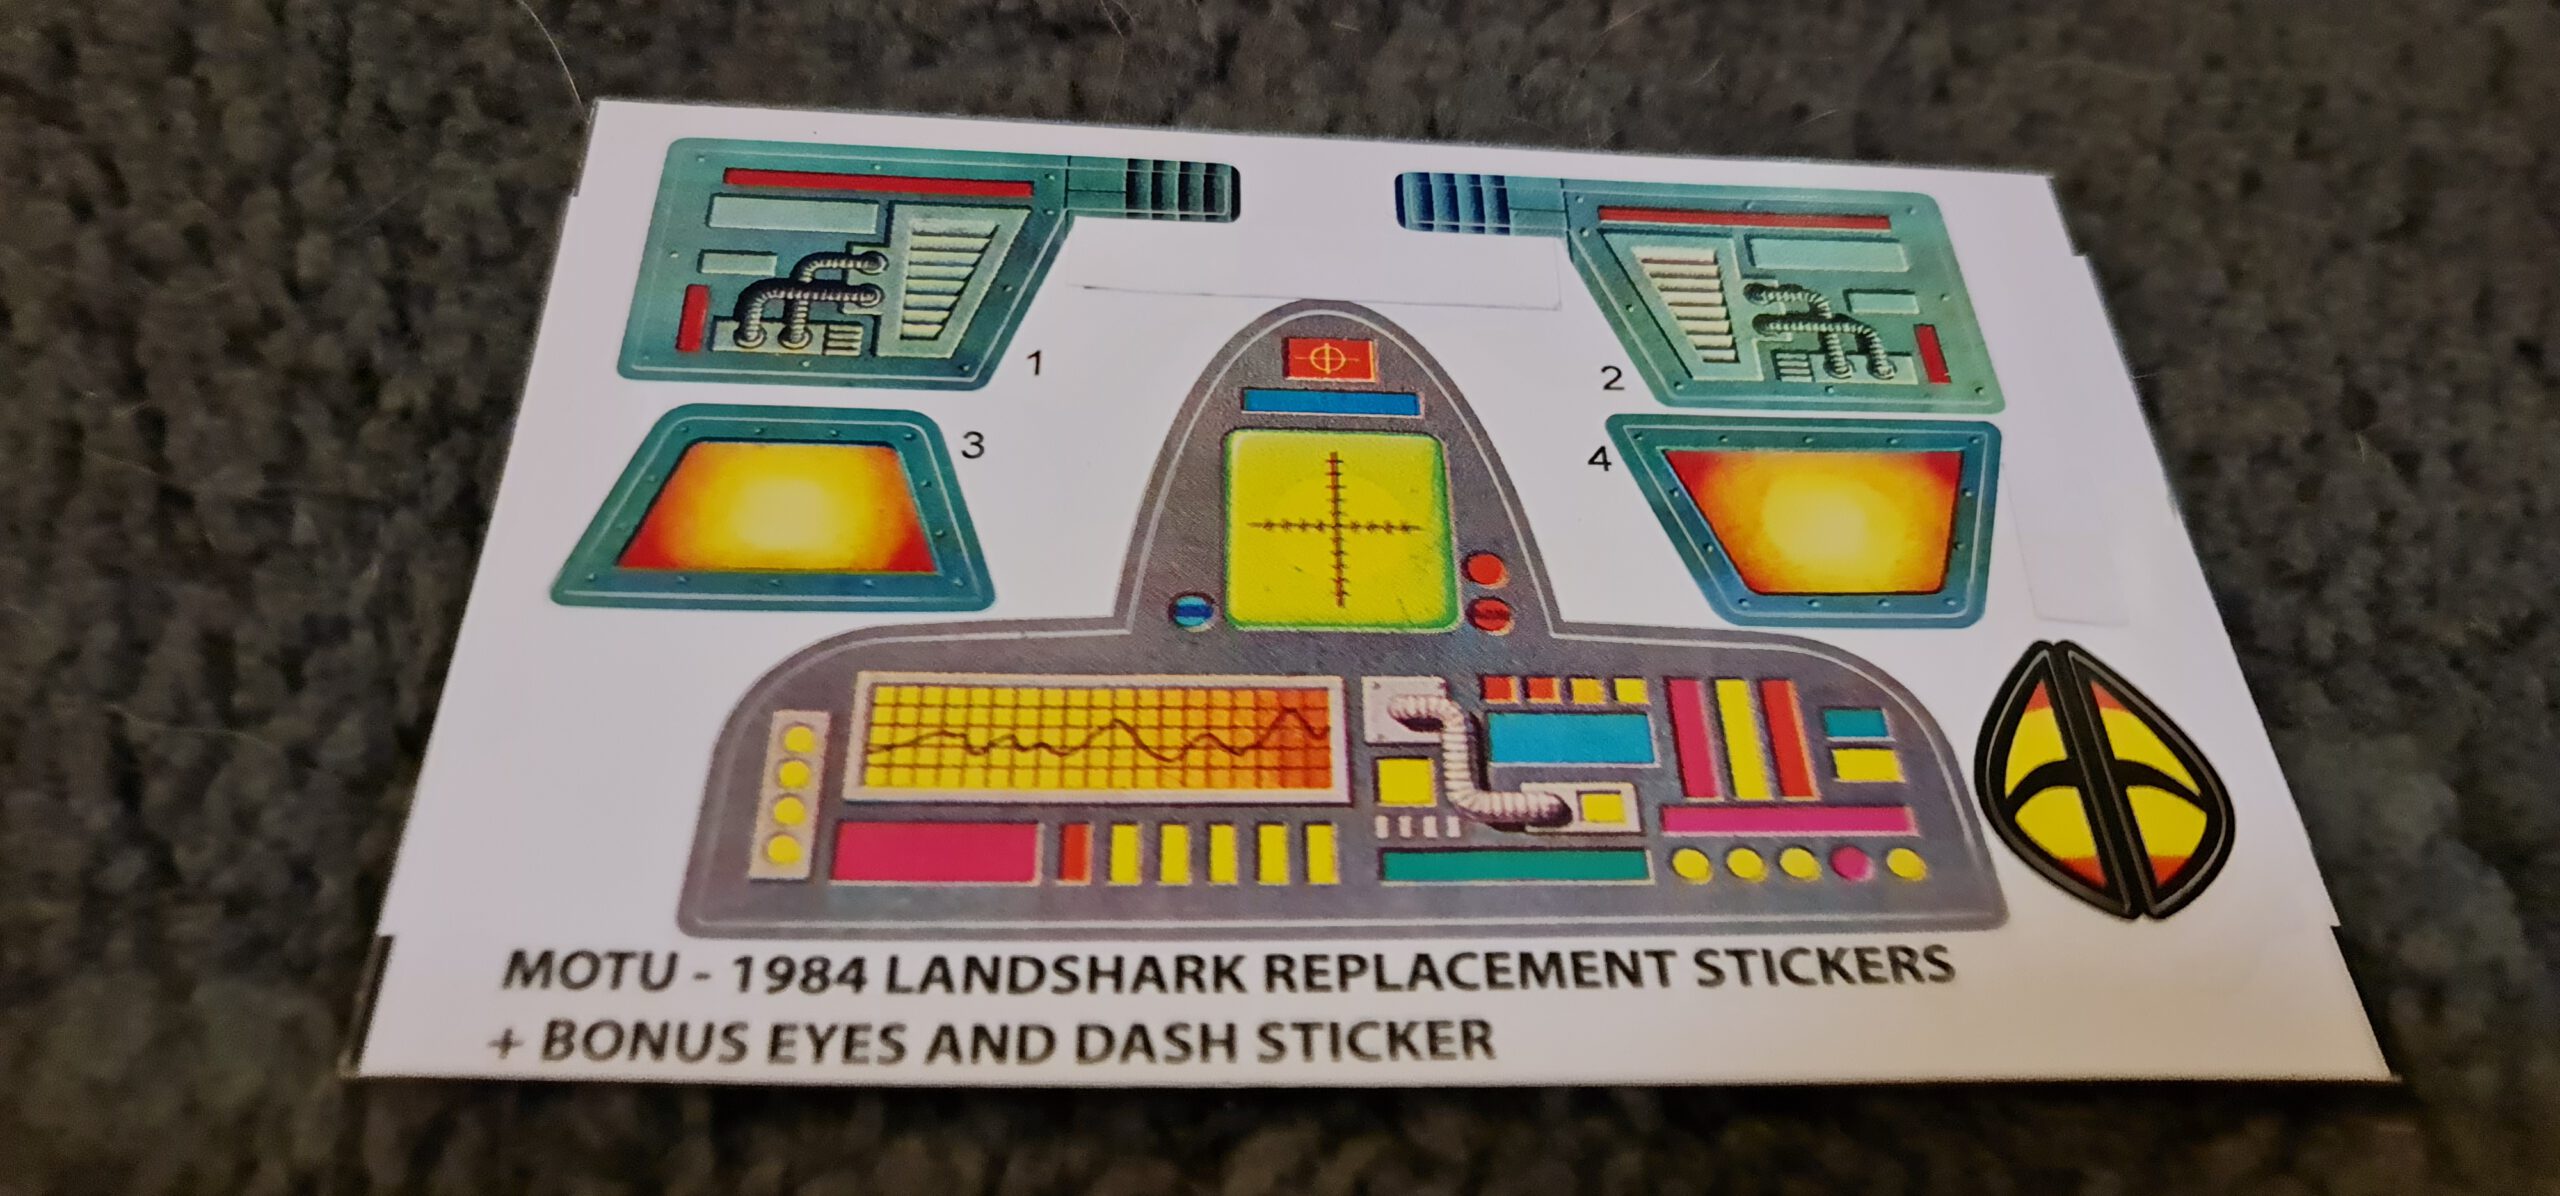 1
2
3
4
MOTU - 1984 LANDSHARK REPLACEMENT STICKERS
+ BONUS EYES AND DASH STICKER